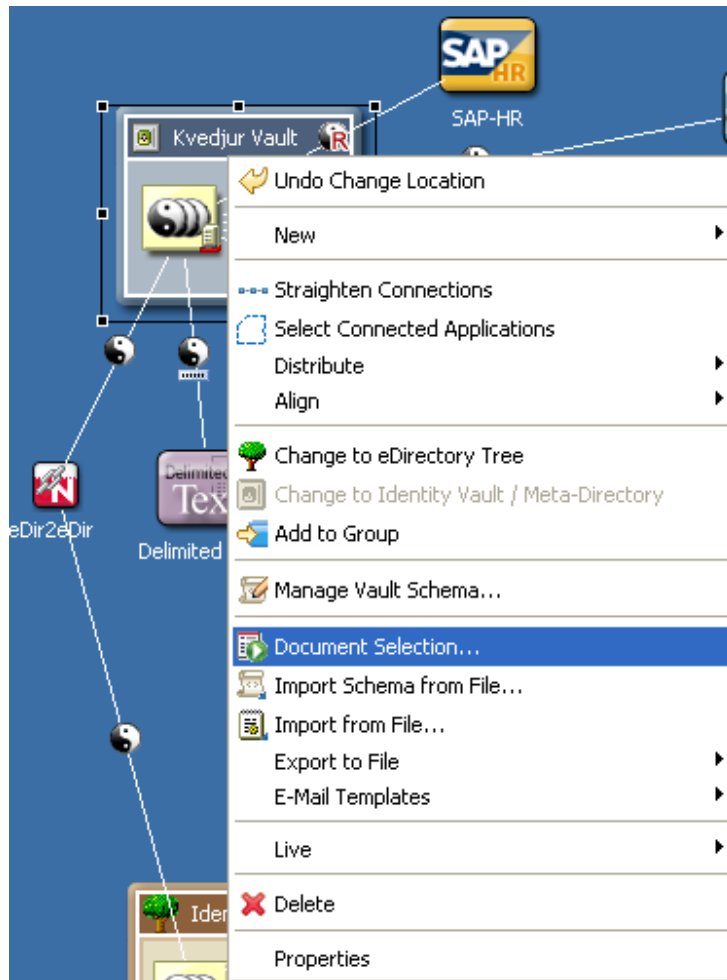 SAP
HR
SAP-HR
Kvedjur Vault
R
Undo Change Location
New
Straighten Connections
Select Connected Applications
Distribute
Align
Change to eDirectory Tree
Change to Identity Vault / Meta-Directory
Add to Group
Manage Vault Schema...
Document Selection...
Import Schema from File...
Import from File...
Export to File
E-Mail Templates
Live
Delete
Properties
N
eDir2eDir
Delimited
Tex
Delimited
Iden